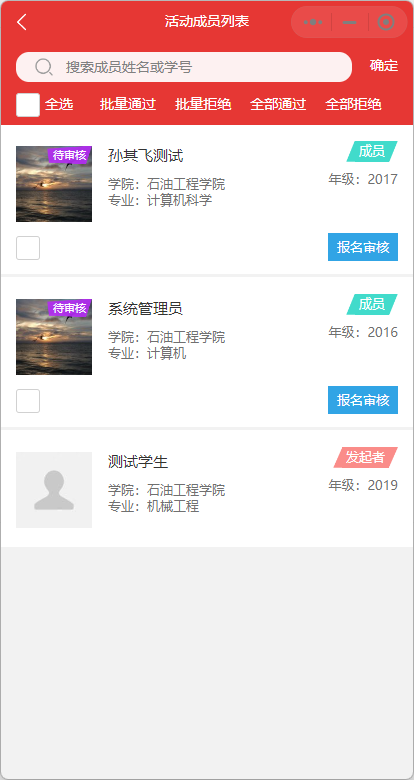 活动成员列表
搜索成员姓名或学号
确定
全选 批量通过 批量拒绝 全部通过 全部拒绝
待审核
孙其飞测试
成员
学院：石油工程学院
年级：2017
专业：计算机科学
报名审核
待审核
系统管理员
成员
学院：石油工程学院
年级：2016
专业：计算机
报名审核
测试学生
发起者
学院：石油工程学院
年级：2019
专业：机械工程